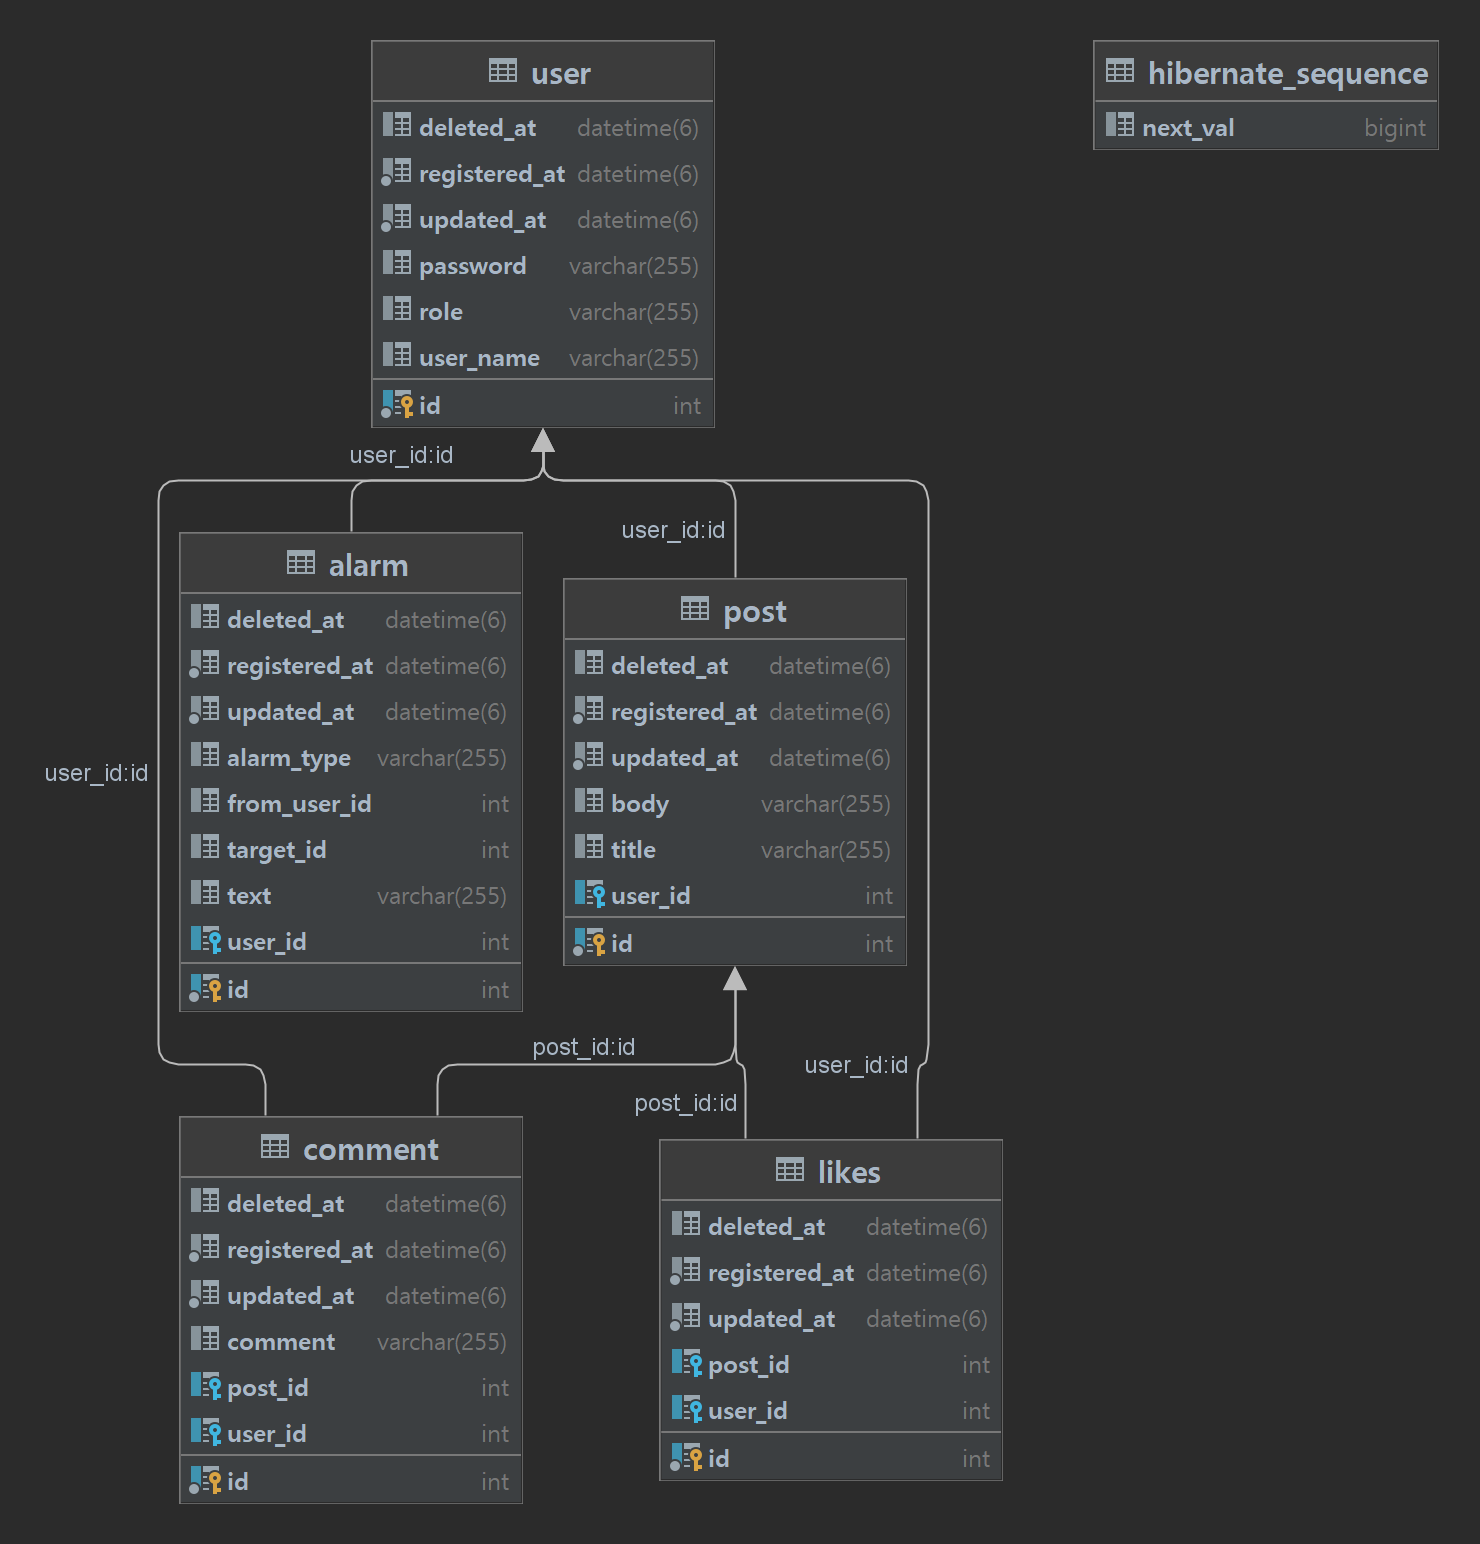 user
deleted_at datetime(6)
registered_at datetime(6)
updated_at datetime(6)
password varchar(255)
role varchar(255)
user_name varchar(255)
id int
hibernate_sequence
next_val bigint
user_id:id
user_id:id
user_id:id
alarm
deleted_at datetime(6)
registered_at datetime(6)
updated_at datetime(6)
alarm_type varchar(255)
from_user_id int
target_id int
text varchar(255)
user_id int
id int
post
deleted_at datetime(6)
registered_at datetime(6)
updated_at datetime(6)
body varchar(255)
title varchar(255)
user_id int
id int
post_id:id
user_id:id
post_id:id
comment
deleted_at datetime(6)
registered_at datetime(6)
updated_at datetime(6)
comment varchar(255)
post_id int
user_id int
id int
likes
deleted_at datetime(6)
registered_at datetime(6)
updated_at datetime(6)
post_id int
user_id int
id int